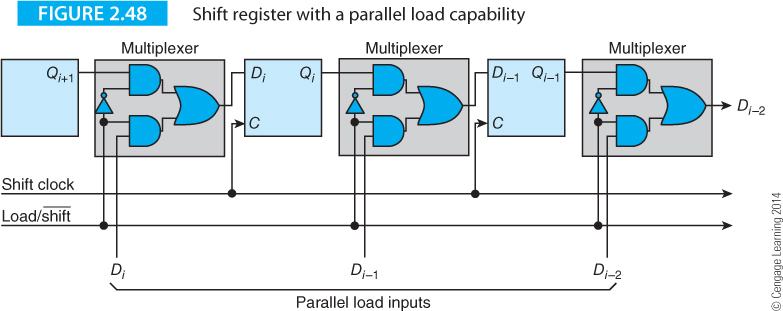 FIGURE 2.48 Shift register with a parallel load capability
Multiplexer Multiplexer Multiplexer
Qi+1 Di Qi Di–1 Qi–1
Di–2
C C
Shift clock
Load/shift
Di Di–1 Di–2
Parallel load inputs
© Cengage Learning 2014